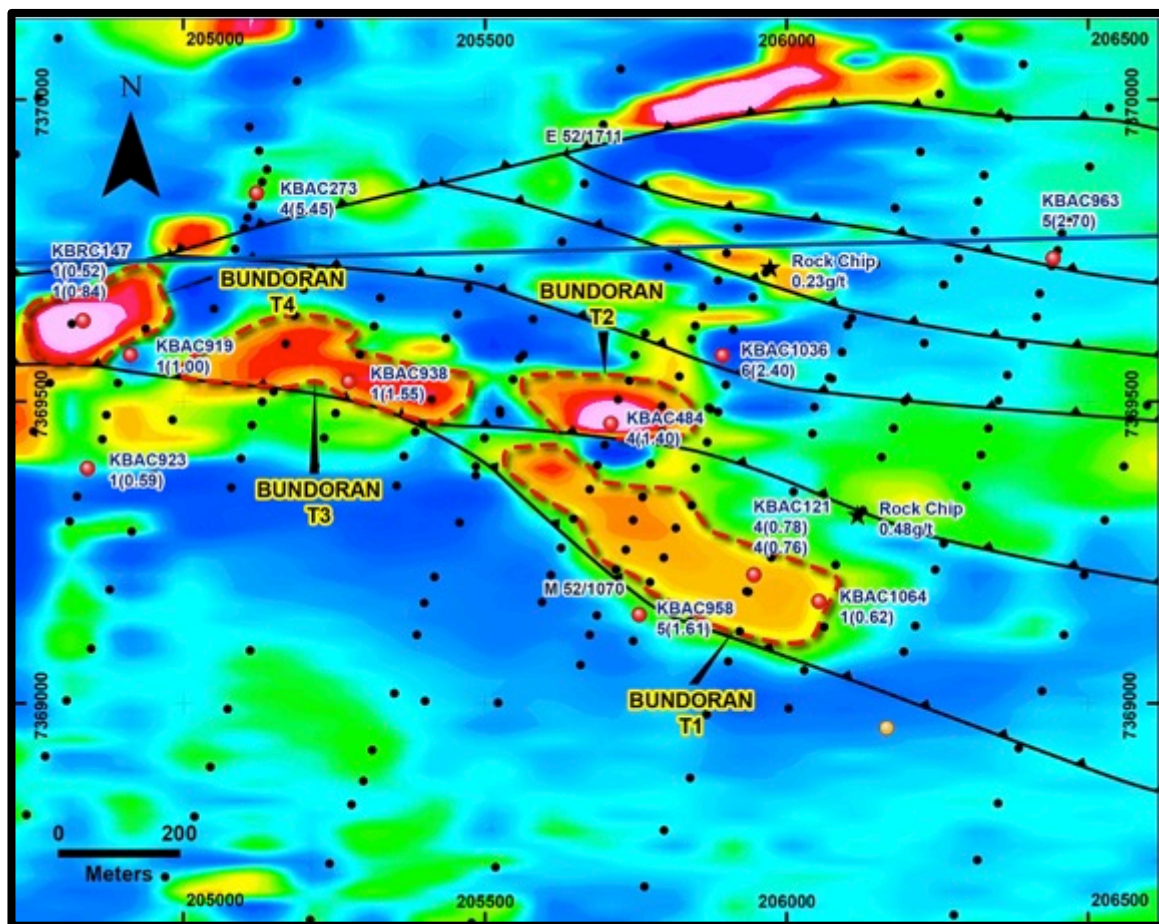 205000
205500
206000
206500
7370000
7370000
N
E 52/1711
KBAC273
4(5.45)
KBAC963
5(2.70)
KBRC147
1(0.52)
1(0.84)
BUNDORAN
T4
Rock Chip
0.23g/t
BUNDORAN
T2
KBAC919
1(1.00)
KBAC1036
6(2.40)
KBAC938
1(1.55)
7369500
7369500
KBAC484
4(1.40)
KBAC923
1(0.59)
BUNDORAN
T3
KBAC121
4(0.78)
4(0.76)
Rock Chip
0.48g/t
M 52/1070
KBAC958
5(1.61)
KBAC1064
1(0.62)
BUNDORAN
T1
7369000
7369000
0 200
Meters
205000
205500
206000
206500